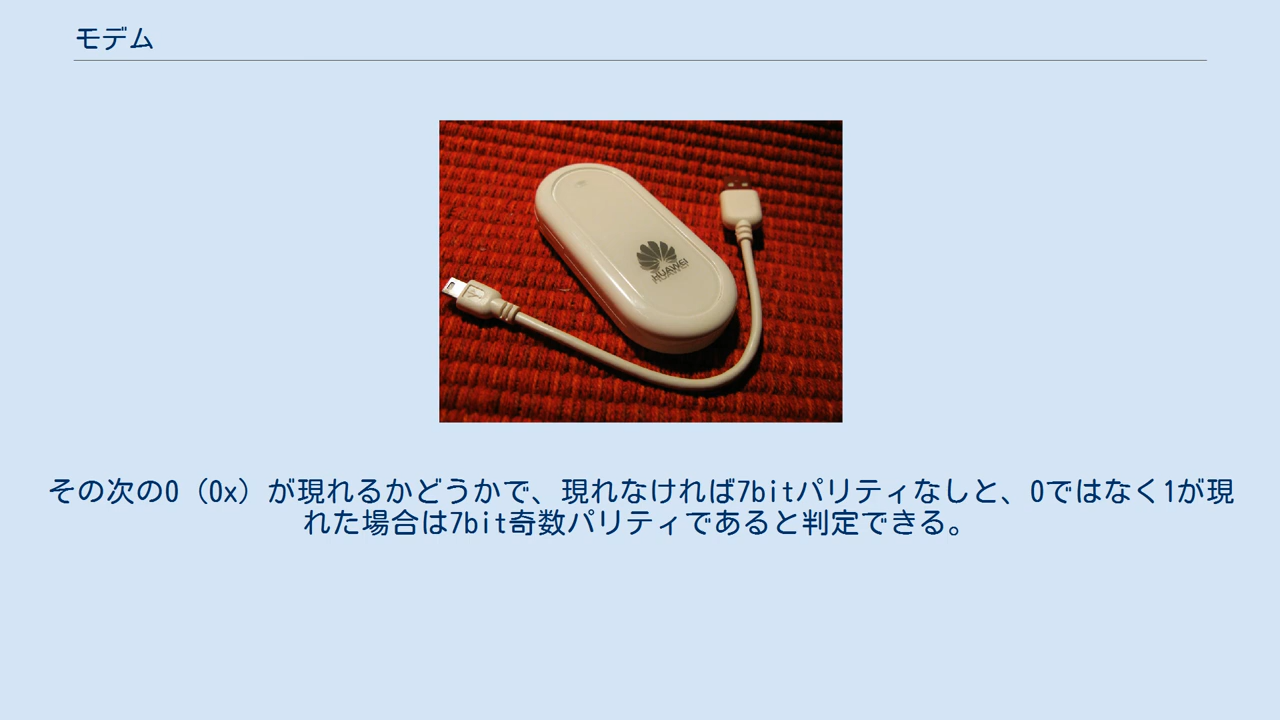 モデム
HUAWEI
その次の0（0x）が現れるかどうかで、現れなければ7bitパリティなしと、0ではなく1が現
れた場合は7bit奇数パリティであると判定できる。